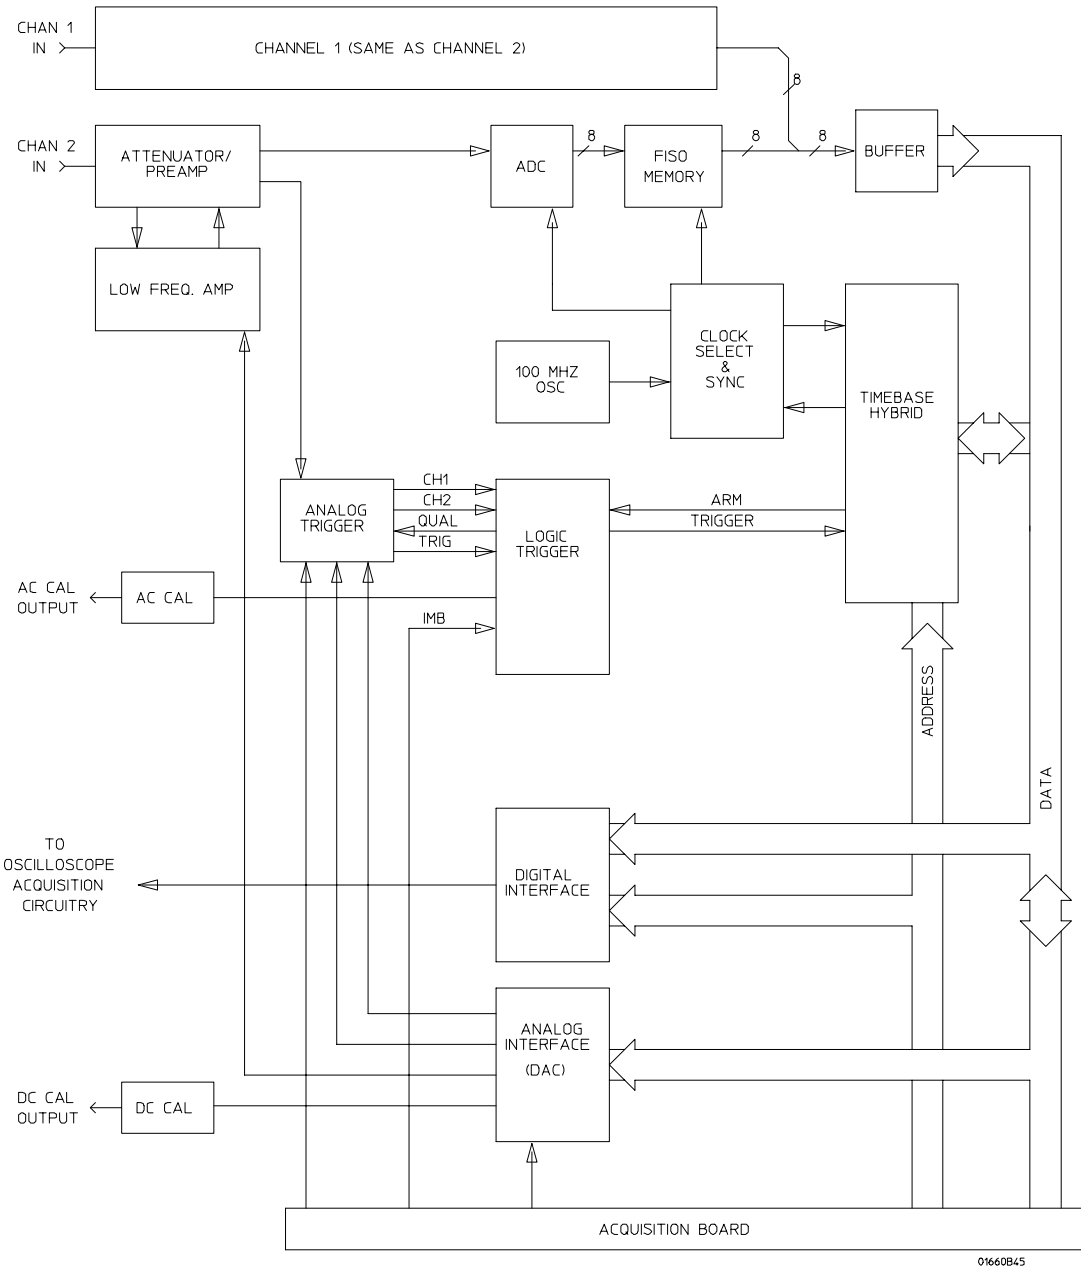 CHAN 1
IN
CHANNEL 1 (SAME AS CHANNEL 2)
8
CHAN 2
IN
ATTENUATOR/
PREAMP
ADC
8
FISO
MEMORY
8
8
BUFFER
LOW FREQ. AMP
100 MHZ
OSC
CLOCK
SELECT
&
SYNC
TIMEBASE
HYBRID
ANALOG
TRIGGER
CH1
CH2
QUAL
TRIG
LOGIC
TRIGGER
ARM
TRIGGER
AC CAL
OUTPUT
AC CAL
IMB
ADDRESS
DATA
TO
OSCILLOSCOPE
ACQUISITION
CIRCUITRY
DIGITAL
INTERFACE
ANALOG
INTERFACE
(DAC)
DC CAL
OUTPUT
DC CAL
ACQUISITION BOARD
01660B45